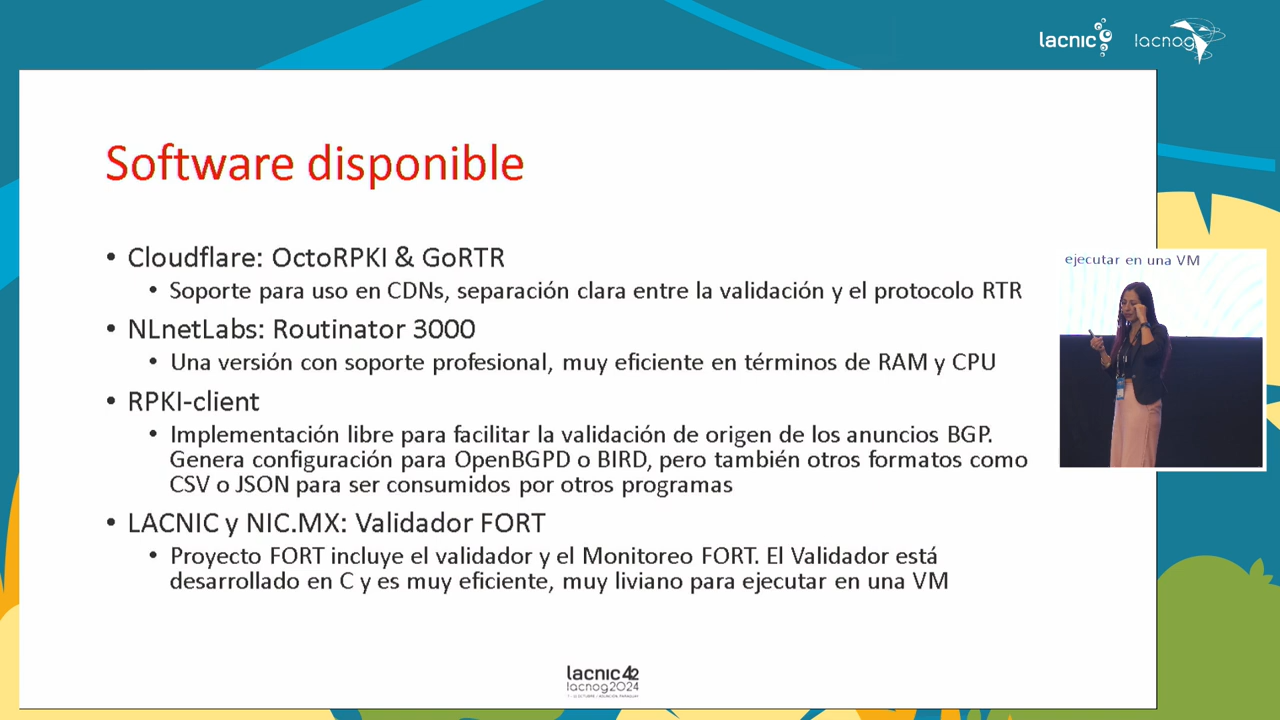 lacnic
lacnog
Software disponible
• Cloudflare: OctoRPKI & GoRTR
• Soporte para uso en CDNs, separación clara entre la validación y el protocolo RTR
• NLnetLabs: Routinator 3000
• Una versión con soporte profesional, muy eficiente en términos de RAM y CPU
• RPKI-client
• Implementación libre para facilitar la validación de origen de los anuncios BGP.
Genera configuración para OpenBGPD o BIRD, pero también otros formatos como
CSV o JSON para ser consumidos por otros programas
• LACNIC y NIC.MX: Validador FORT
• Proyecto FORT incluye el validador y el Monitoreo FORT. El Validador está
desarrollado en C y es muy eficiente, muy liviano para ejecutar en una VM
ejecutar en una VM
lacnic 42
lacnog2024